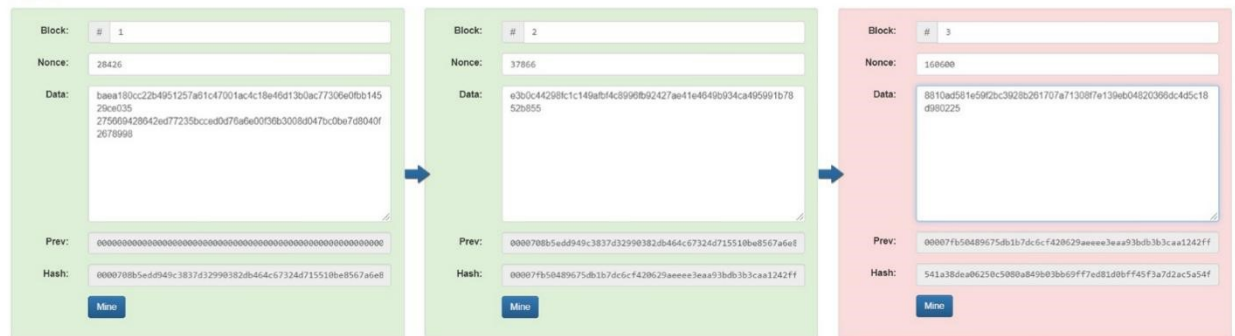 Block:
# 1
Nonce:
28426
Data:
baea180cc22b4951257a61c47001ac4c18e46d13b0ac77306e0fbb145
29ce035
275669428642ed77235bcced0d76a6e00f36b3008d047bc0be7d8040f
2678998
Prev:
0000000000000000000000000000000000000000000000000000000
Hash:
0000708b5edd949c3837d32990382db464c67324d715510be8567a6e8
Mine
Block:
# 2
Nonce:
37866
Data:
e3b0c44298fc1c149afbf4c8996fb92427ae41e4649b934ca495991b78
52b855
Prev:
0000708b5edd949c3837d32990382db464c67324d715510be8567a6e8
Hash:
00007fb50489675db1b7dc6cf420629aeeee3eaa93bdb3b3caa1242ff
Mine
Block:
# 3
Nonce:
160600
Data:
8810ad581e59f2bc3928b261707a71308f7e139eb04820366dc4d5c18
d980225
Prev:
00007fb50489675db1b7dc6cf420629aeeee3eaa93bdb3b3caa1242ff
Hash:
541a38dea06250c5080a849b03bb69ff7ed81d0bff45f3a7d2ac5a54f
Mine